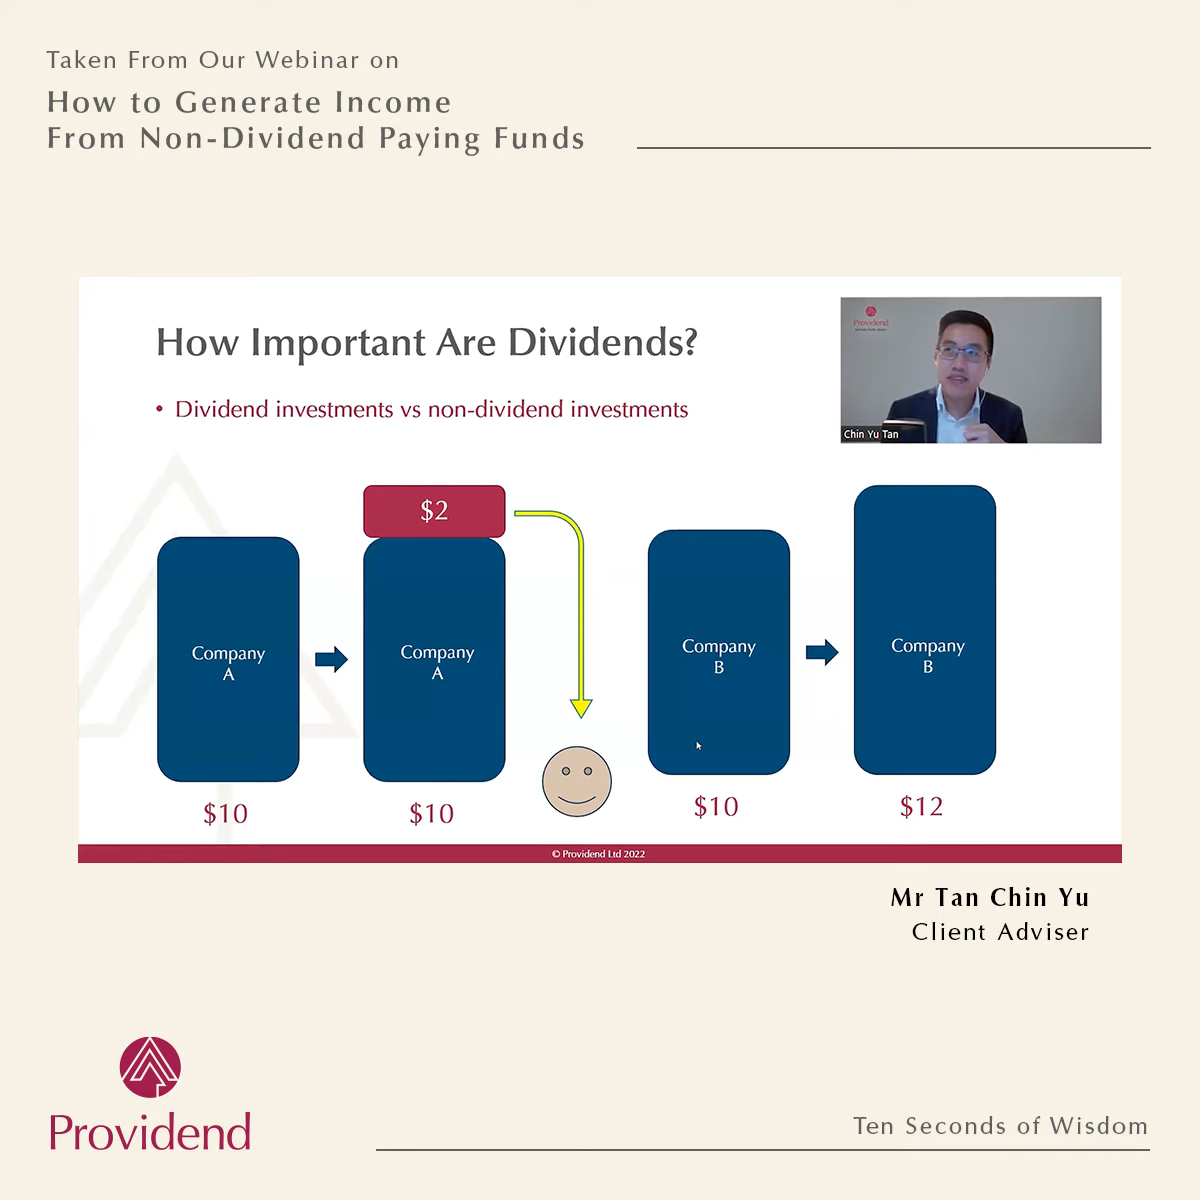 Taken From Our Webinar on
How to Generate Income
From Non-Dividend Paying Funds
How Important Are Dividends?
• Dividend investments vs non-dividend investments
Providend
Chin Yu Tan
$2
Company
A
Company
A
Company
B
Company
B
$10
$10
$10
$12
© Providend Ltd 2022
Mr Tan Chin Yu
Client Adviser
Providend
Ten Seconds of Wisdom